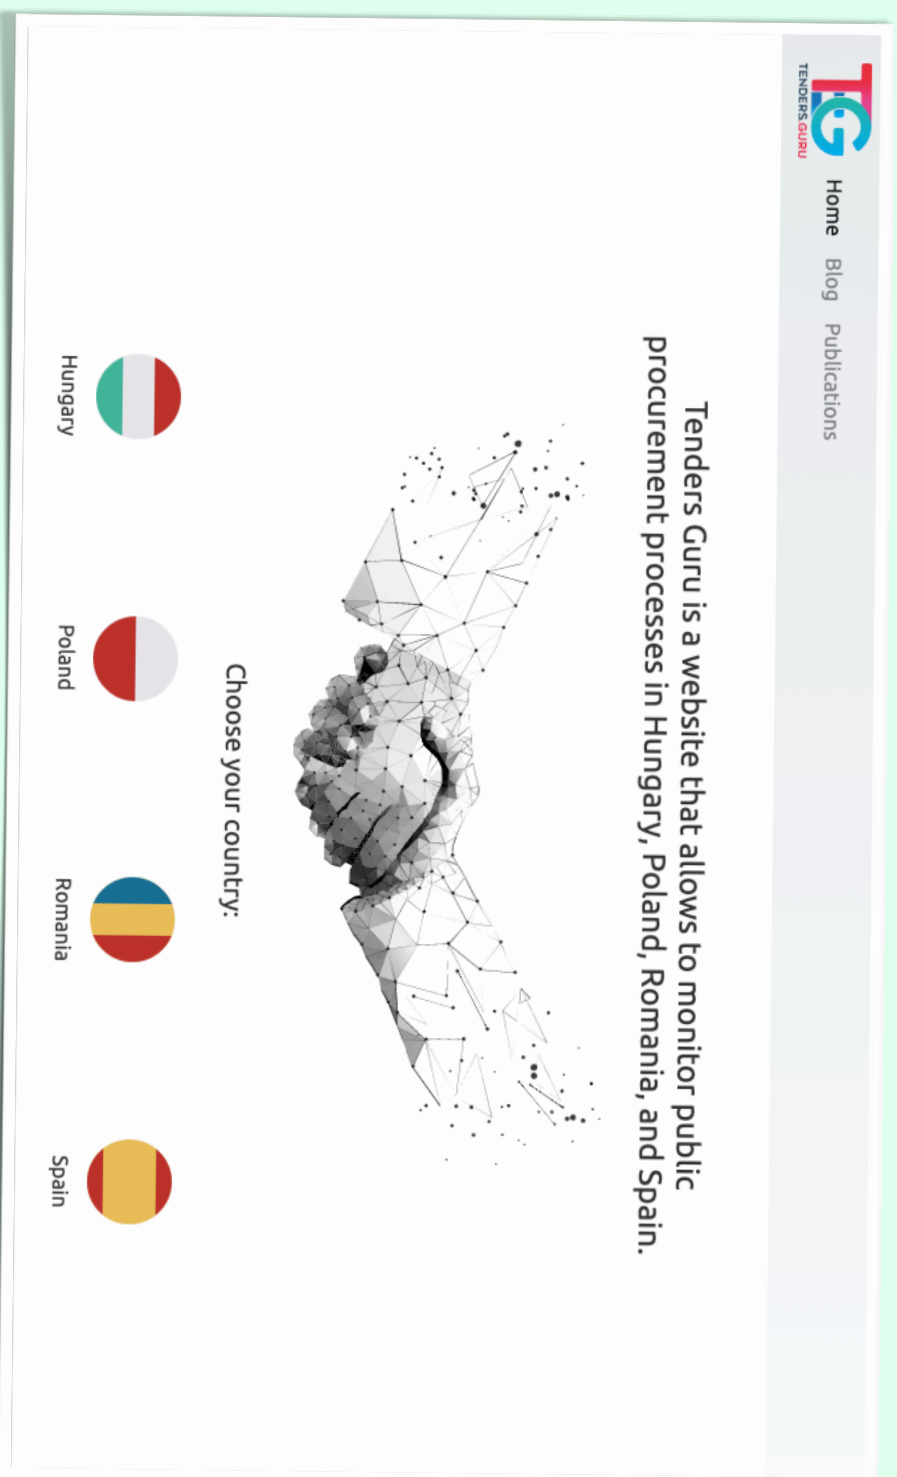 TENDERS.GURU
Home Blog Publications
Tenders Guru is a website that allows to monitor public
procurement processes in Hungary, Poland, Romania, and Spain.
Choose your country:
Hungary Poland Romania Spain